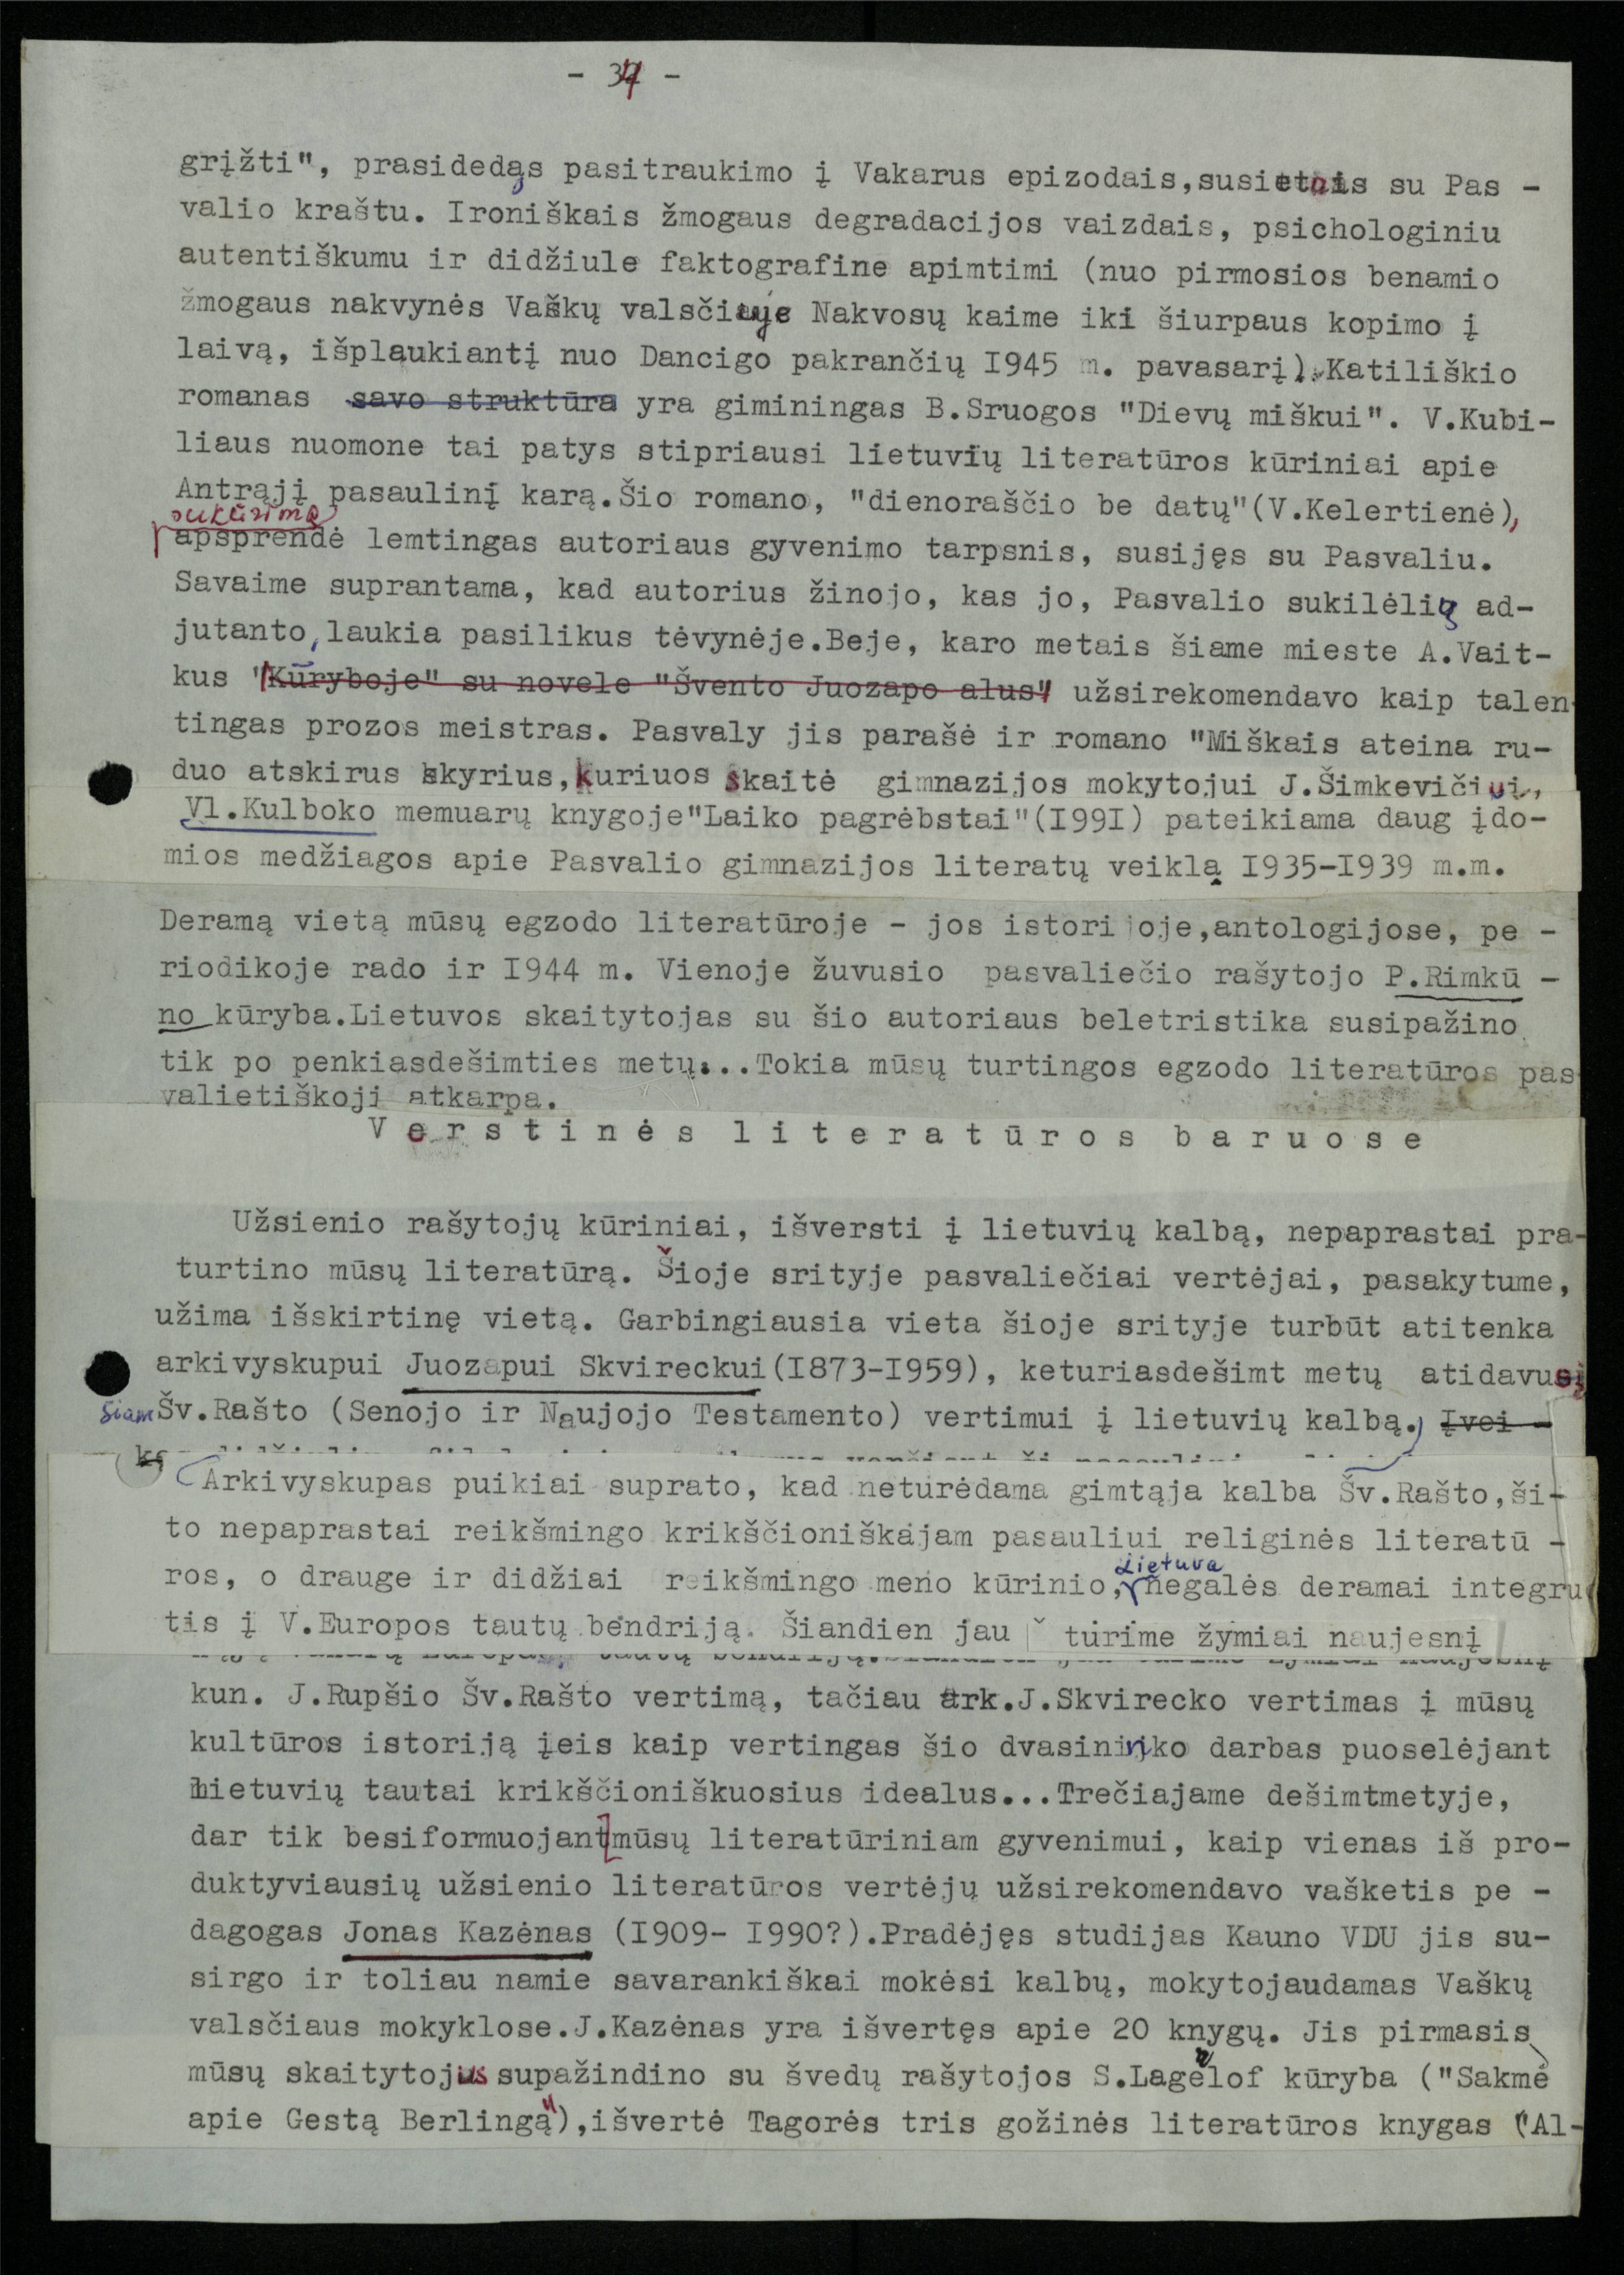 - 34 -
grįžti", prasidedąs pasitraukimo į Vakarus epizodais,susietais su Pas -
valio kraštu. Ironiškais žmogaus degradacijos vaizdais, psichologiniu
autentiškumu ir didžiule faktografine apimtimi (nuo pirmosios benamio
žmogaus nakvynės Vaškų valsčiuje Nakvosų kaime iki šiurpaus kopimo į
laivą, išplaukiantį nuo Dancigo pakrančių I945 m. pavasarį). Katiliškio
romanas savo struktūra yra giminingas B.Sruogos "Dievų miškui". V.Kubi-
liaus nuomone tai patys stipriausi lietuvių literatūros kūriniai apie
Antrąjį pasaulinį karą.Šio romano, "dienoraščio be datų"(V.Kelertienė),
sukūrimą
apsprendė lemtingas autoriaus gyvenimo tarpsnis, susijęs su Pasvaliu.
Savaime suprantama, kad autorius žinojo, kas jo, Pasvalio sukilėlių ad-
jutanto, laukia pasilikus tėvynėje.Beje, karo metais šiame mieste A.Vait-
kus "Kūryboje" su novele "Švento Juozapo alus" užsirekomendavo kaip talen-
tingas prozos meistras. Pasvaly jis parašė ir romano "Miškais ateina ru-
duo atskirus skyrius,kuriuos skaitė gimnazijos mokytojui J.Šimkevičiui,
Vl.Kulboko memuarų knygoje"Laiko pagrėbstai"(I99I) pateikiama daug įdo-
mios medžiagos apie Pasvalio gimnazijos literatų veiklą I935-I939 m.m.
Deramą vietą mūsų egzodo literatūroje - jos istorijoje,antologijose, pe -
riodikoje rado ir I944 m. Vienoje žuvusio pasvaliečio rašytojo P.Rimkū -
no kūryba.Lietuvos skaitytojas su šio autoriaus beletristika susipažino
tik po penkiasdešimties metų...Tokia mūsų turtingos egzodo literatūros pas
valietiškoji atkarpa.
V e r s t i n ė s l i t e r a t ū r o s b a r u o s e
Užsienio rašytojų kūriniai, išversti į lietuvių kalbą, nepaprastai pra-
turtino mūsų literatūrą. Šioje srityje pasvaliečiai vertėjai, pasakytume,
užima išskirtinę vietą. Garbingiausia vieta šioje srityje turbūt atitenka
arkivyskupui Juozapui Skvireckui(I873-I959), keturiasdešimt metų atidavusį
šiam Šv.Rašto (Senojo ir Naujojo Testamento) vertimui į lietuvių kalbą. Įvei -
Arkivyskupas puikiai suprato, kad neturėdama gimtąja kalba Šv.Rašto,ši-
to nepaprastai reikšmingo krikščioniškajam pasauliui religinės literatū -
Lietuva
ros, o drauge ir didžiai reikšmingo meno kūrinio, negalės deramai integru
tis į V.Europos tautų bendriją. Šiandien jau turime žymiai naujesnį
kun. J.Rupšio Šv.Rašto vertimą, tačiau ark.J.Skvirecko vertimas į mūsų
kultūros istoriją įeis kaip vertingas šio dvasininko darbas puoselėjant
lietuvių tautai krikščioniškuosius idealus...Trečiajame dešimtmetyje,
dar tik besiformuojant mūsų literatūriniam gyvenimui, kaip vienas iš pro-
duktyviausių užsienio literatūros vertėjų užsirekomendavo vašketis pe -
dagogas Jonas Kazėnas (I909- I990?).Pradėjęs studijas Kauno VDU jis su-
sirgo ir toliau namie savarankiškai mokėsi kalbų, mokytojaudamas Vaškų
valsčiaus mokyklose.J.Kazėnas yra išvertęs apie 20 knygų. Jis pirmasis
mūsų skaitytojus supažindino su švedų rašytojos S.Lagerlof kūryba ("Sakmė
apie Gestą Berlingą"),išvertė Tagorės tris gožinės literatūros knygas ("Al-